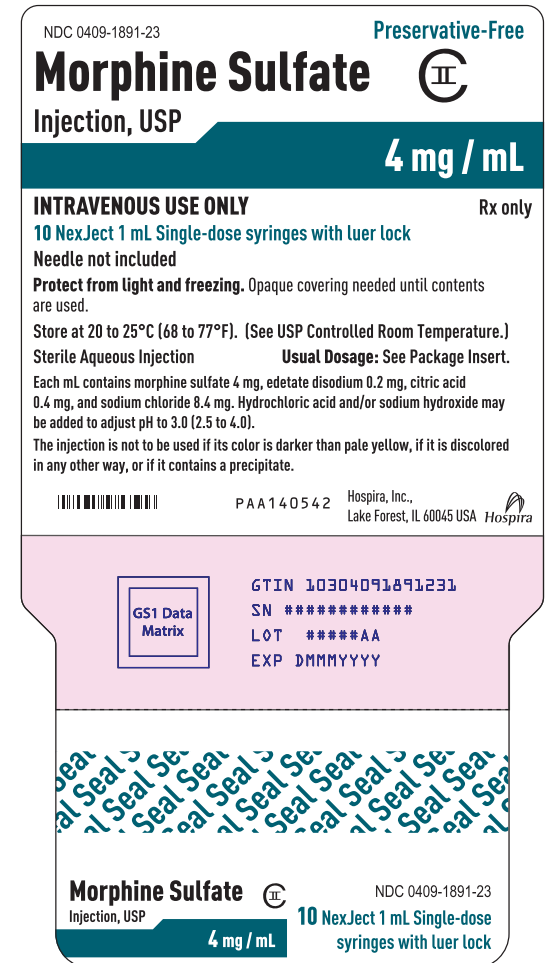 NDC 0409-1891-23
Preservative-Free
Morphine Sulfate CII
Injection, USP
4 mg / mL
INTRAVENOUS USE ONLY
Rx only
10 NexJect 1 mL Single-dose syringes with luer lock
Needle not included
Protect from light and freezing. Opaque covering needed until contents
are used.
Store at 20 to 25°C (68 to 77°F). (See USP Controlled Room Temperature.)
Sterile Aqueous Injection
Usual Dosage: See Package Insert.
Each mL contains morphine sulfate 4 mg, edetate disodium 0.2 mg, citric acid
0.4 mg, and sodium chloride 8.4 mg. Hydrochloric acid and/or sodium hydroxide may
be added to adjust pH to 3.0 (2.5 to 4.0).
The injection is not to be used if its color is darker than pale yellow, if it is discolored
in any other way, or if it contains a precipitate.
PAA140542
Hospira, Inc.,
Lake Forest, IL 60045 USA
Hospira
GS1 Data
Matrix
GTIN 10304091891231
SN ############
LOT #####AA
EXP DMMMYYYY
Seal Seal Seal Seal Seal Seal Seal
Morphine Sulfate CII
Injection, USP
4 mg / mL
NDC 0409-1891-23
10 NexJect 1 mL Single-dose
syringes with luer lock